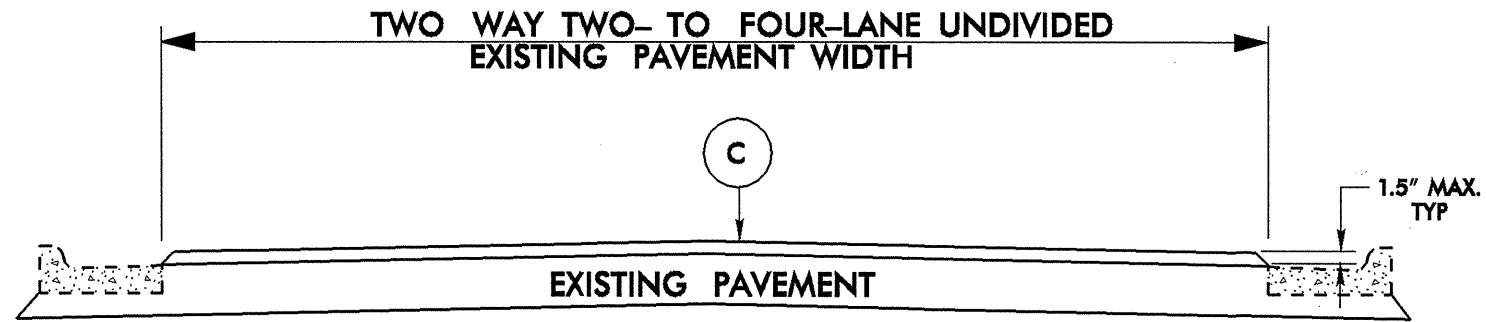 TWO WAY TWO– TO FOUR–LANE UNDIVIDED
EXISTING PAVEMENT WIDTH
C
1.5" MAX.
TYP
EXISTING PAVEMENT